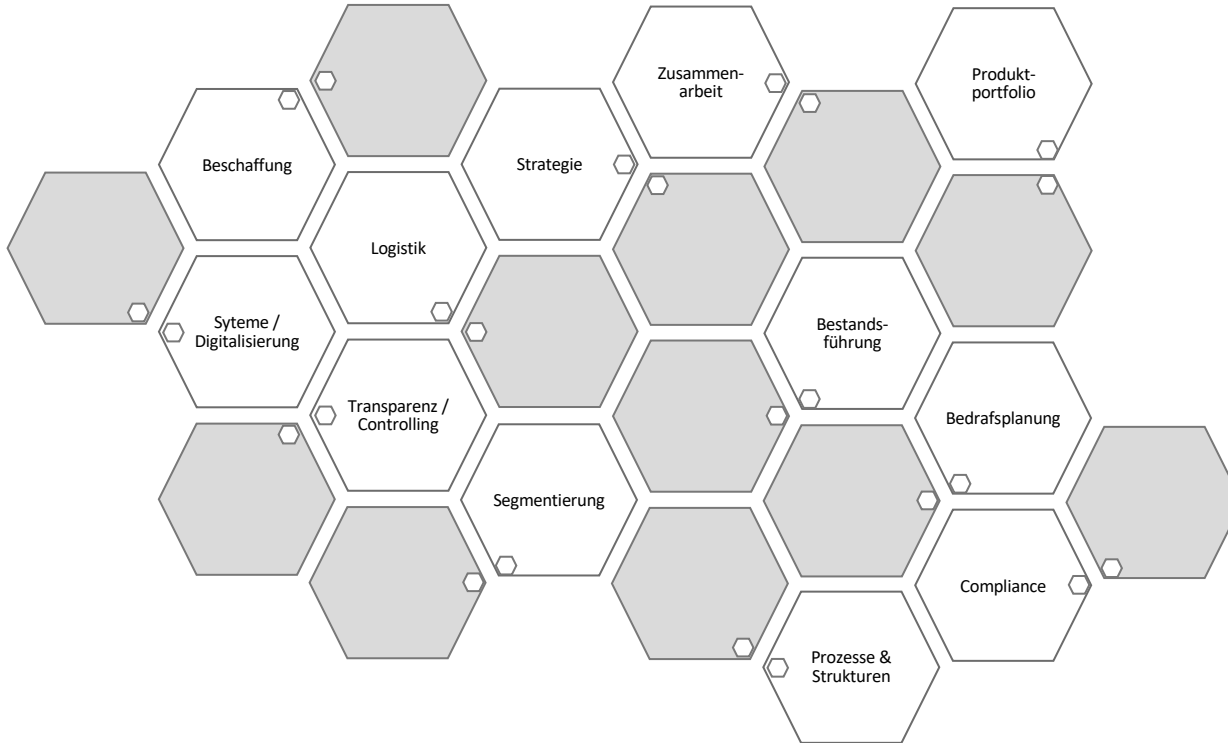 Zusammen-
arbeit
Produkt-
portfolio
Beschaffung
Strategie
Logistik
Syteme /
Digitalisierung
Bestands-
führung
Transparenz /
Controlling
Bedrafsplanung
Segmentierung
Compliance
Prozesse &
Strukturen